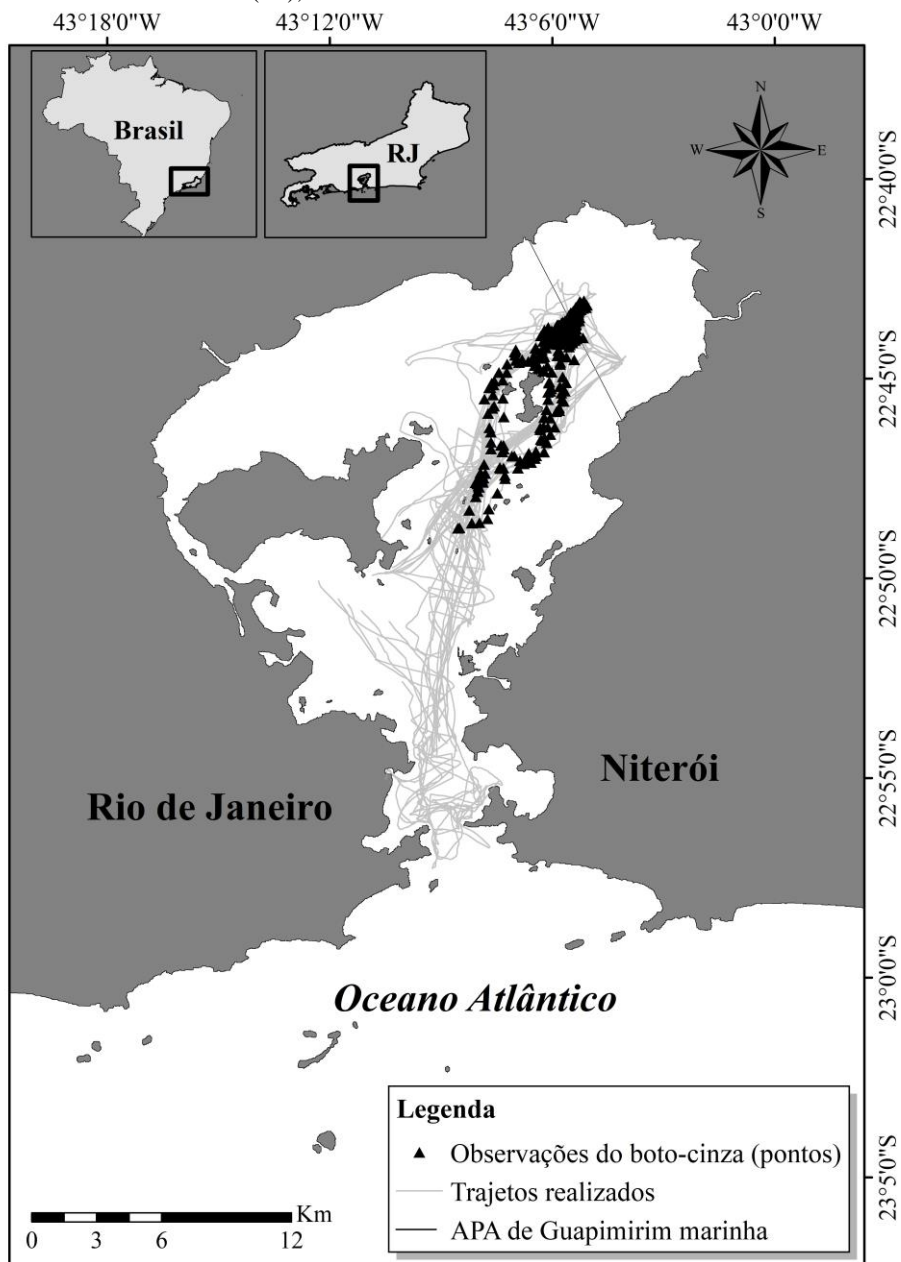 43°18'0"W 43°12'0"W 43°6'0"W 43°0'0"W
Brasil
RJ
N
W E
S
22°40'0"S
22°45'0"S
22°50'0"S
22°55'0"S
23°0'0"S
23°5'0"S
Rio de Janeiro
Niterói
Oceano Atlântico
Legenda
Observações do boto-cinza (pontos)
Trajetos realizados
APA de Guapimirim marinha
Km
0 3 6 12